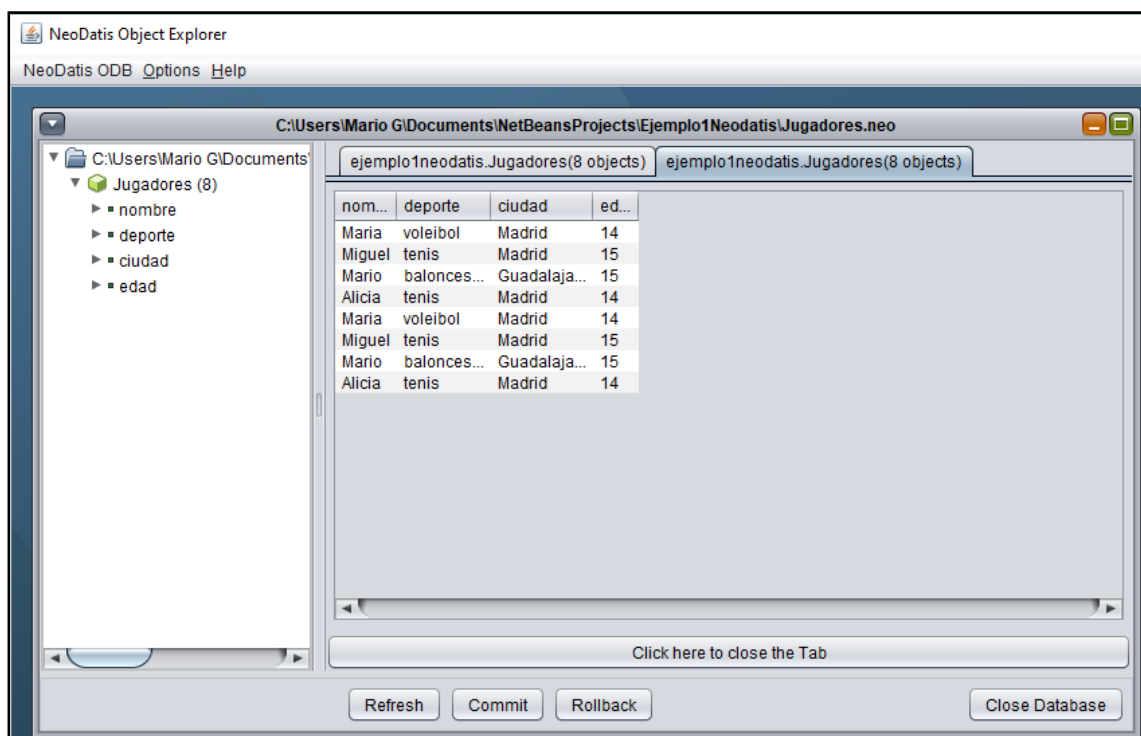 NeoDatis Object Explorer
NeoDatis ODB Options Help
C:\Users\Mario G\Documents\NetBeansProjects\Ejemplo1Neodatis\Jugadores.neo
C:\Users\Mario G\Documents\
Jugadores (8)
nombre
deporte
ciudad
edad
ejemplo1neodatis.Jugadores(8 objects) ejemplo1neodatis.Jugadores(8 objects)
nom... deporte ciudad ed...
Maria voleibol Madrid 14
Miguel tenis Madrid 15
Mario balonces... Guadalaja... 15
Alicia tenis Madrid 14
Maria voleibol Madrid 14
Miguel tenis Madrid 15
Mario balonces... Guadalaja... 15
Alicia tenis Madrid 14
Click here to close the Tab
Refresh Commit Rollback Close Database